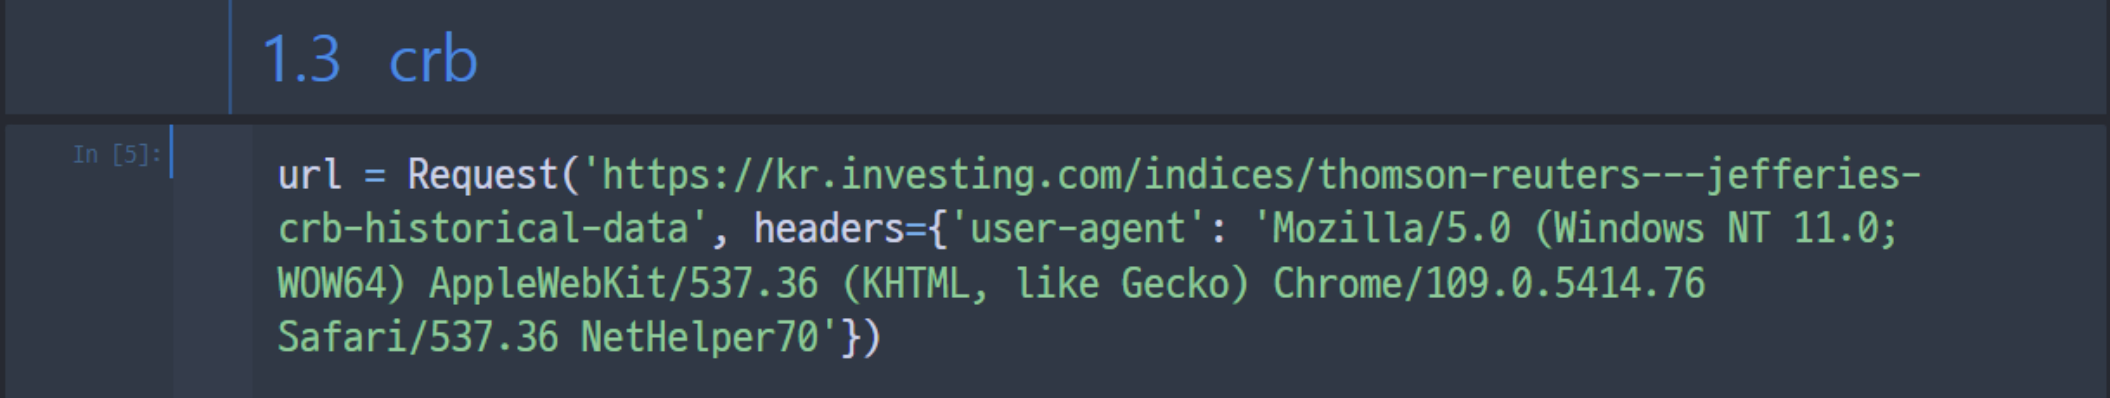 1.3 crb
In [5]:
url = Request('https://kr.investing.com/indices/thomson-reuters---jefferies-
crb-historical-data', headers={'user-agent': 'Mozilla/5.0 (Windows NT 11.0;
WOW64) AppleWebKit/537.36 (KHTML, like Gecko) Chrome/109.0.5414.76
Safari/537.36 NetHelper70'})